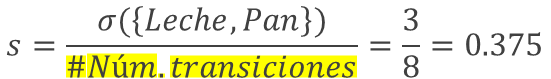 s = σ({Leche, Pan}) / #Núm. transiciones = 3/8 = 0.375